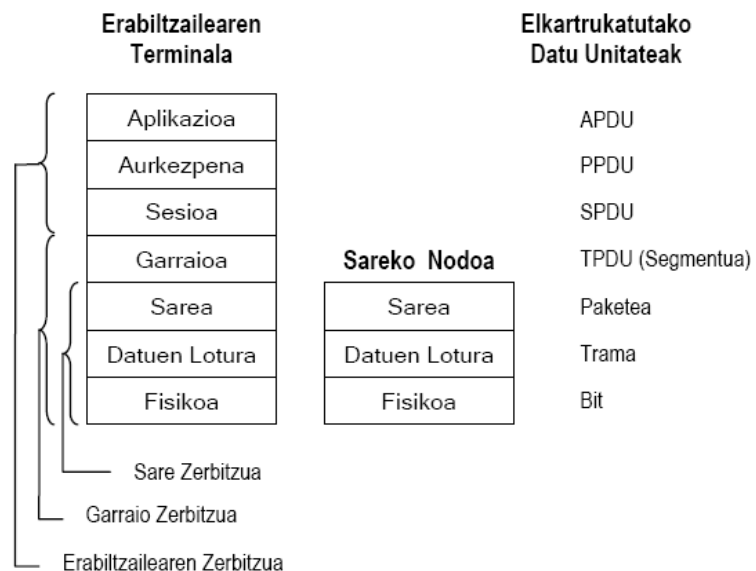 Erabiltzailearen
Terminala
Elkartrukatutako
Datu Unitateak
Aplikazioa
APDU
Aurkezpena
PPDU
Sesioa
SPDU
Garraioa
Sareko Nodoa
TPDU (Segmentua)
Sarea
Sarea
Paketea
Datuen Lotura
Datuen Lotura
Trama
Fisikoa
Fisikoa
Bit
Sare Zerbitzua
Garraio Zerbitzua
Erabiltzailearen Zerbitzua